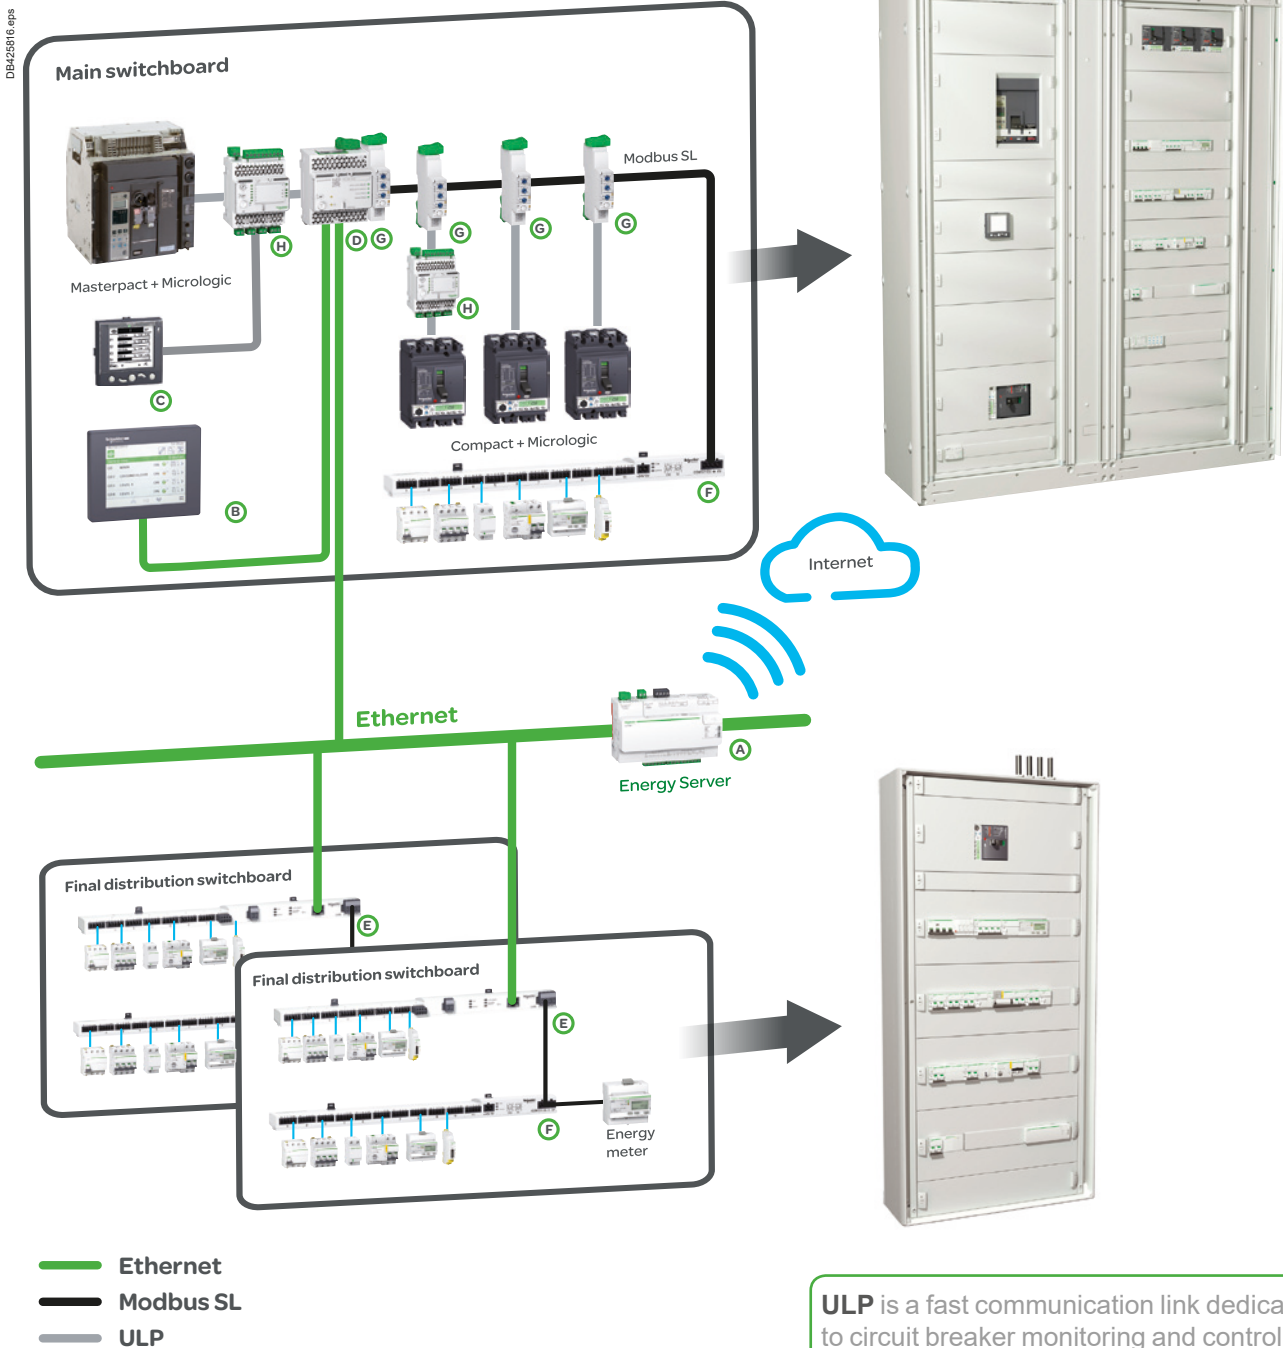 DB425816.eps
Main switchboard
Modbus SL
H
D
G
G
G
G
Masterpact + Micrologic
H
C
Compact + Micrologic
B
F
Internet
Ethernet
A
Energy Server
Final distribution switchboard
E
Final distribution switchboard
E
F
Energy
meter
Ethernet
Modbus SL
ULP
ULP is a fast communication link dedica
to circuit breaker monitoring and control